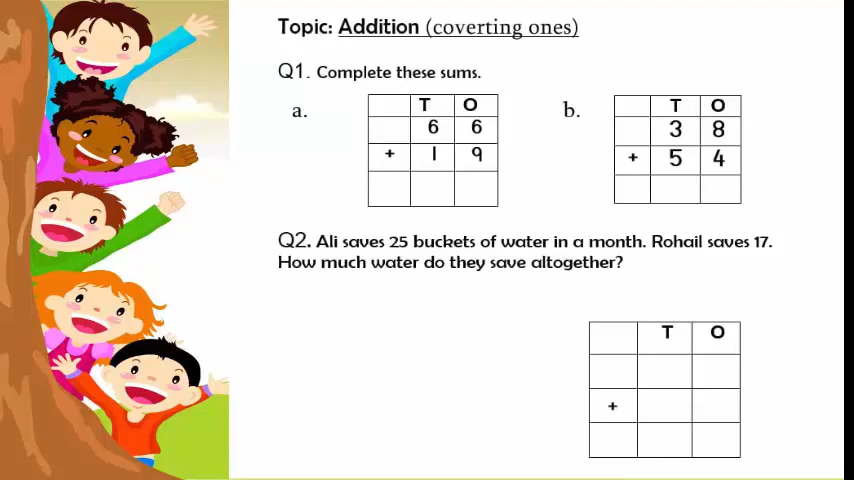 Topic: Addition (coverting ones)
Q1. Complete these sums.
a.
T O
6 6
+ 1 9
b.
T O
3 8
+ 5 4
Q2. Ali saves 25 buckets of water in a month. Rohail saves 17.
How much water do they save altogether?
T O
+